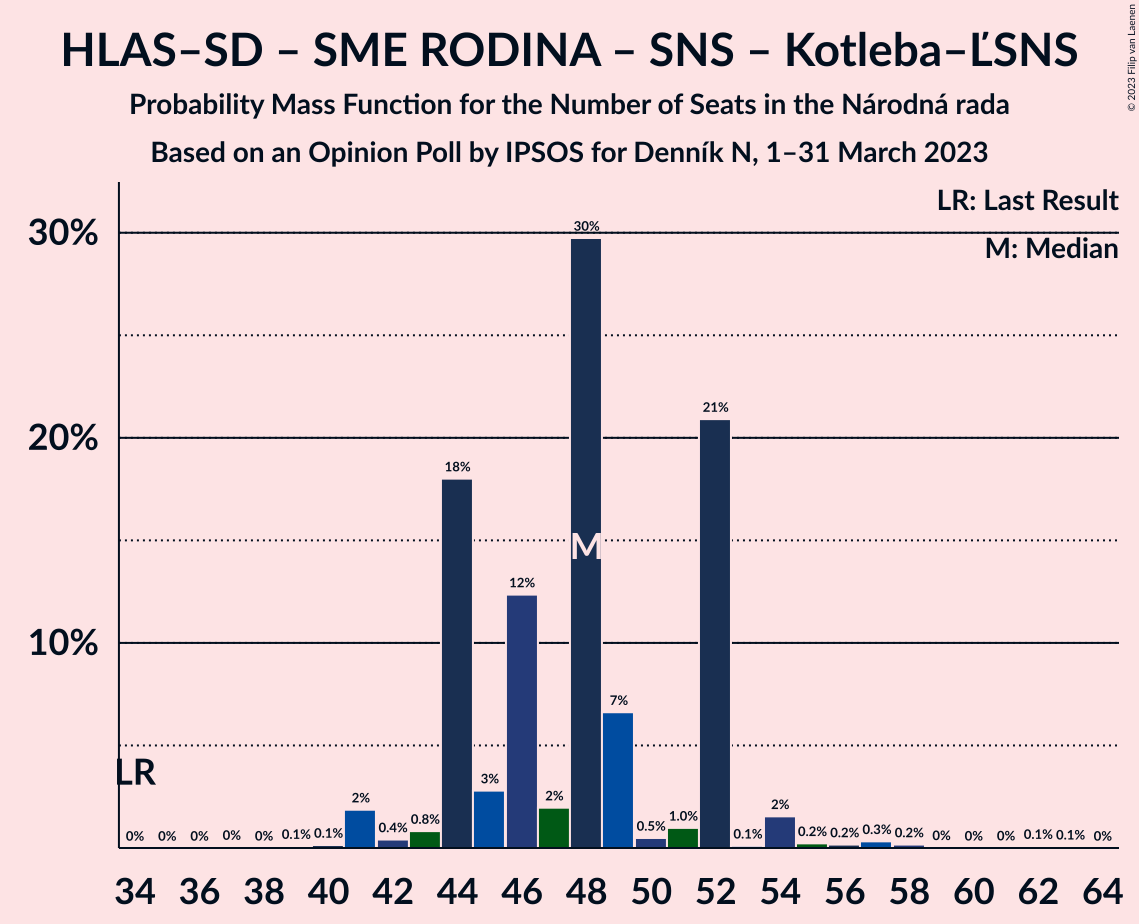 HLAS–SD – SME RODINA – SNS – Kotleba–ĽSNS
Probability Mass Function for the Number of Seats in the Národná rada
Based on an Opinion Poll by IPSOS for Denník N, 1–31 March 2023
© 2023 Filip van Laenen
LR: Last Result
M: Median
30%
20%
10%
LR
M
0% 0% 0% 0% 0% 0.1% 0.1% 2% 0.4% 0.8% 18% 3% 12% 2% 30% 7% 0.5% 1.0% 21% 0.1% 2% 0.2% 0.2% 0.3% 0.2% 0% 0% 0% 0.1% 0.1% 0%
34 36 38 40 42 44 46 48 50 52 54 56 58 60 62 64